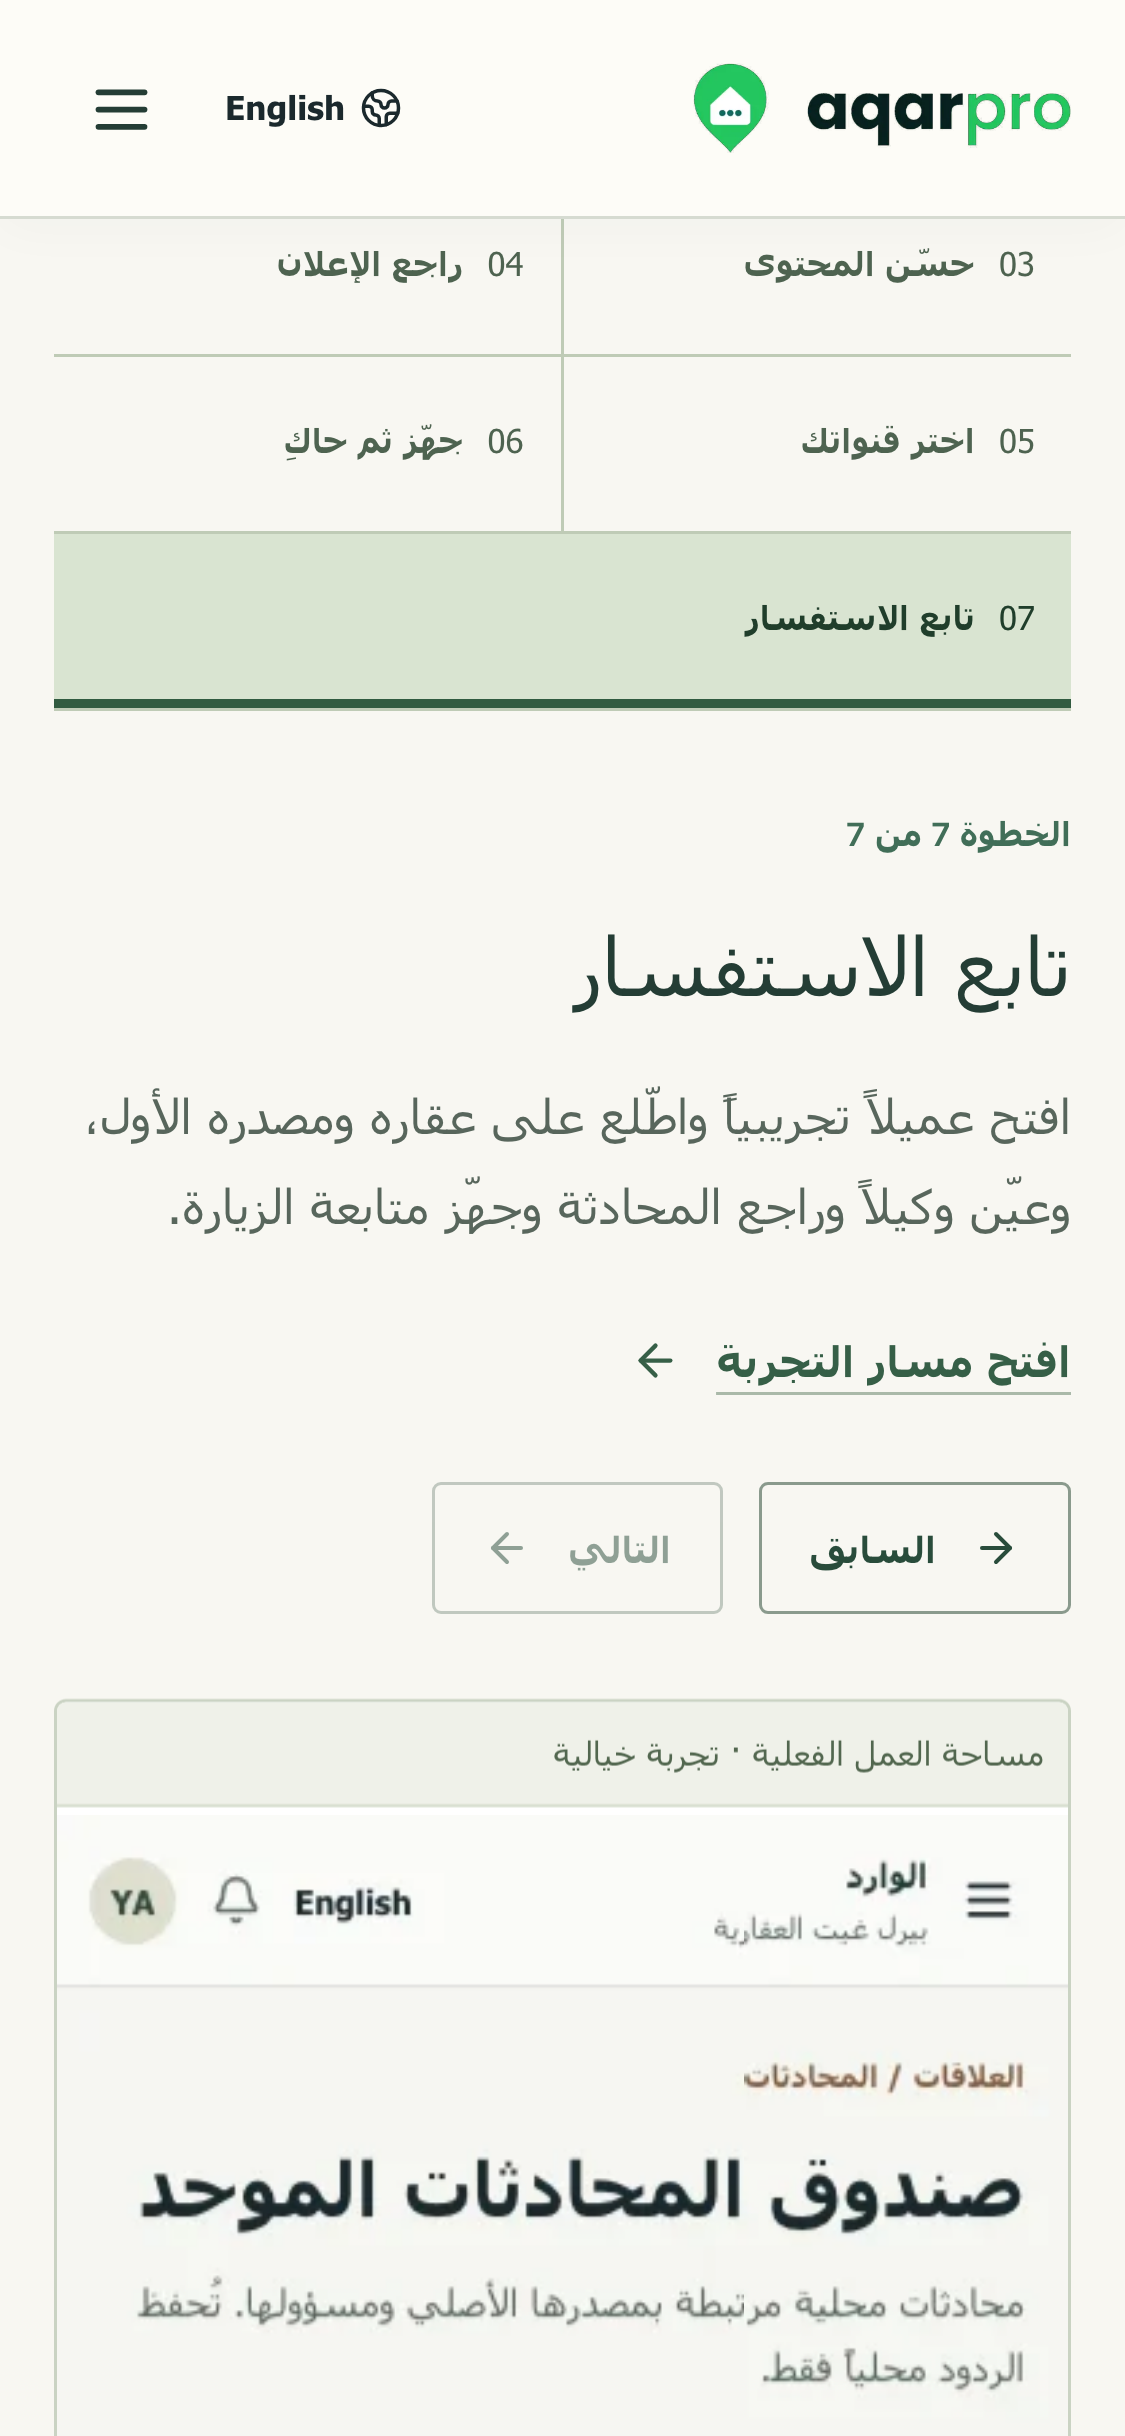 aqarpro
English
03 حسّن المحتوى
04 راجع الإعلان
05 اختر قنواتك
06 جهّز ثم حاكِ
07 تابع الاستفسار
الخطوة 7 من 7
تابع الاستفسار
افتح عميلاً تجريبياً واطّلع على عقاره ومصدره الأول،
وعيّن وكيلاً وراجع المحادثة وجهّز متابعة الزيارة.
افتح مسار التجربة ←
→ السابق
التالي ←
مساحة العمل الفعلية · تجربة خيالية
الوارد
بيرل غيت العقارية
English
YA
العلاقات / المحادثات
صندوق المحادثات الموحد
محادثات محلية مرتبطة بمصدرها الأصلي ومسؤولها. تُحفظ
الردود محلياً فقط.